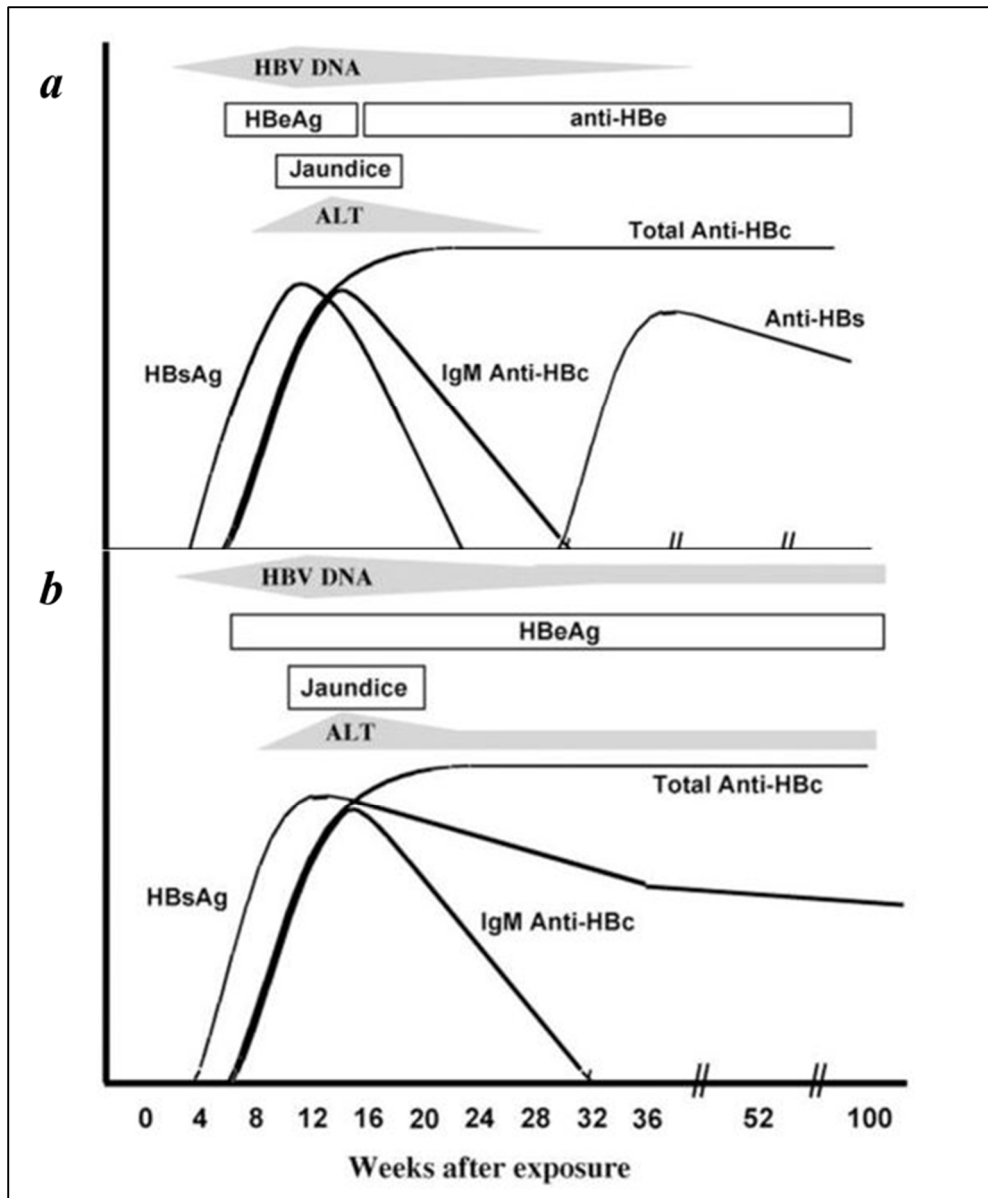 a
HBV DNA
HBeAg
anti-HBe
Jaundice
ALT
Total Anti-HBc
Anti-HBs
HBsAg
IgM Anti-HBc
b
HBV DNA
HBeAg
Jaundice
ALT
Total Anti-HBc
HBsAg
IgM Anti-HBc
0 4 8 12 16 20 24 28 32 36 52 100
Weeks after exposure